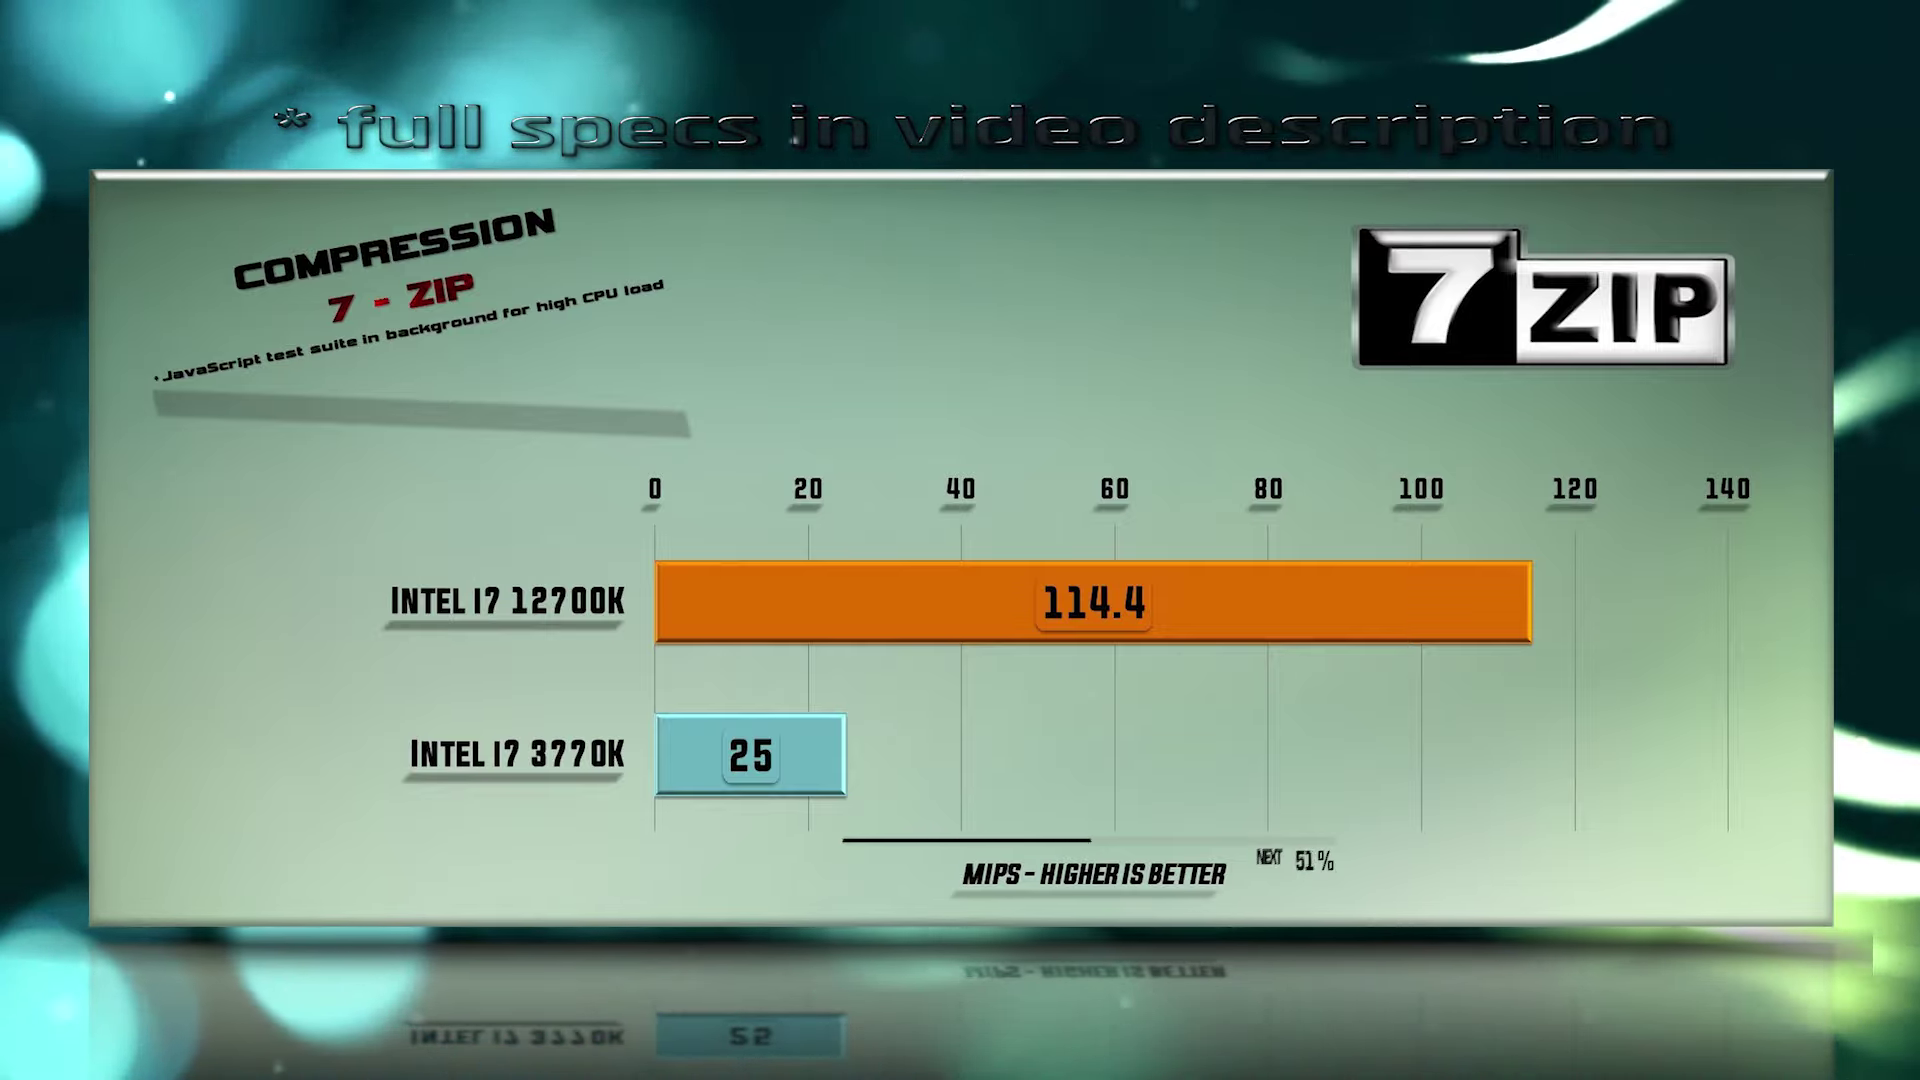 * full specs in video description
COMPRESSION
7 - ZIP
* JavaScript test suite in background for high CPU load
7 ZIP
0 20 40 60 80 100 120 140
INTEL I7 12700K
114.4
INTEL I7 3770K
25
NEXT 51%
MIPS - HIGHER IS BETTER